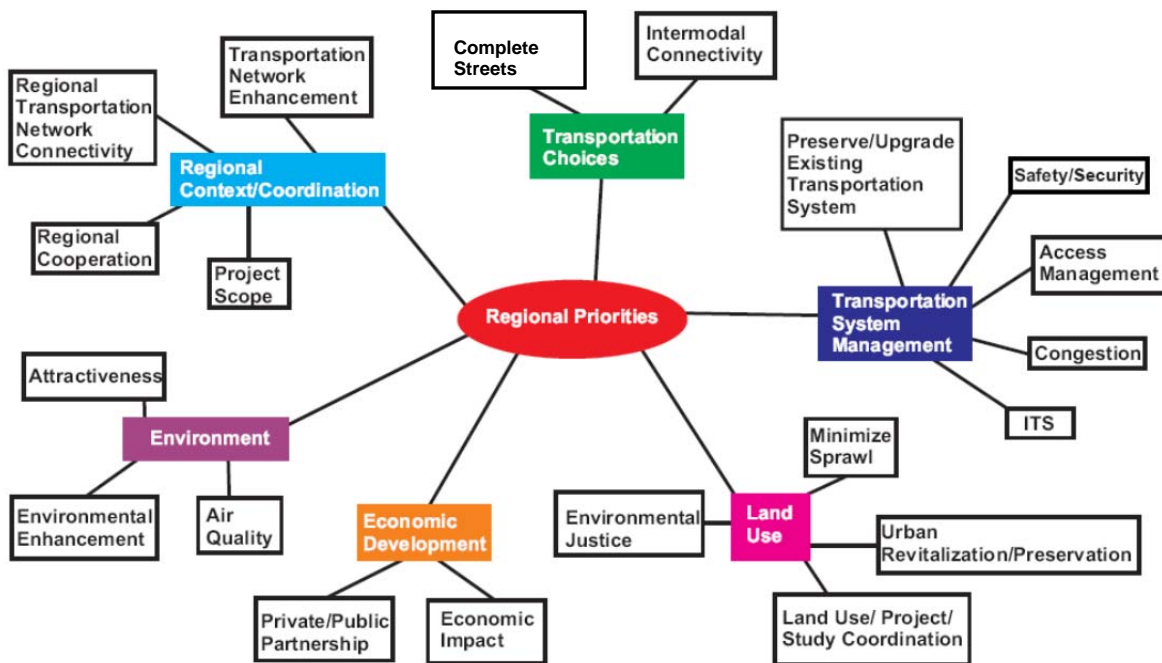 Complete
Streets
Intermodal
Connectivity
Transportation
Network
Enhancement
Regional
Transportation
Network
Connectivity
Transportation
Choices
Regional
Context/Coordination
Preserve/Upgrade
Existing
Transportation
System
Safety/Security
Regional
Cooperation
Project
Scope
Access
Management
Regional Priorities
Transportation
System
Management
Congestion
Attractiveness
ITS
Environment
Minimize
Sprawl
Environmental
Enhancement
Air
Quality
Economic
Development
Environmental
Justice
Land
Use
Urban
Revitalization/Preservation
Private/Public
Partnership
Economic
Impact
Land Use/ Project/
Study Coordination